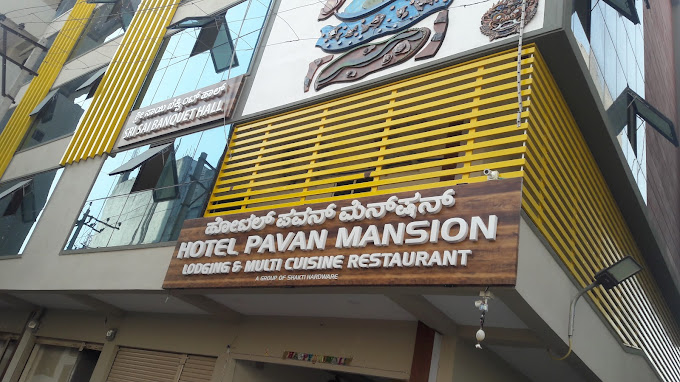 ಶ್ರೀ ಸಾಯಿ ಬ್ಯಾಂಕ್ವೆಟ್ ಹಾಲ್
SRI SAI BANQUET HALL
ಹೋಟೆಲ್ ಪವನ್ ಮೆನ್‌ಷನ್
HOTEL PAVAN MANSION
LODGING & MULTI CUISINE RESTAURANT
A GROUP OF SHAKTI HARDWARE